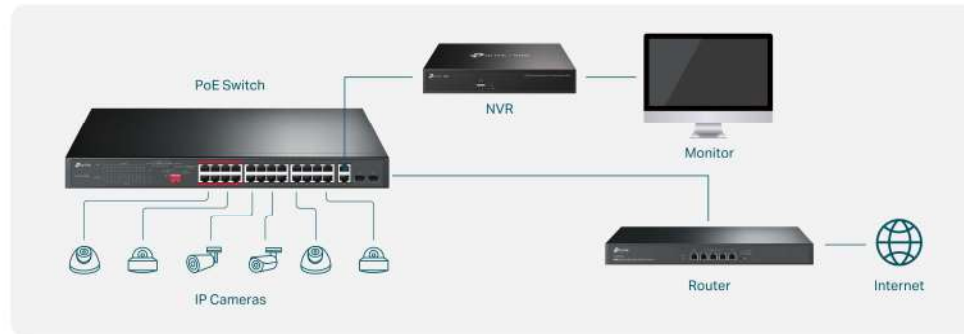 PoE Switch
NVR
Monitor
IP Cameras
Router
Internet